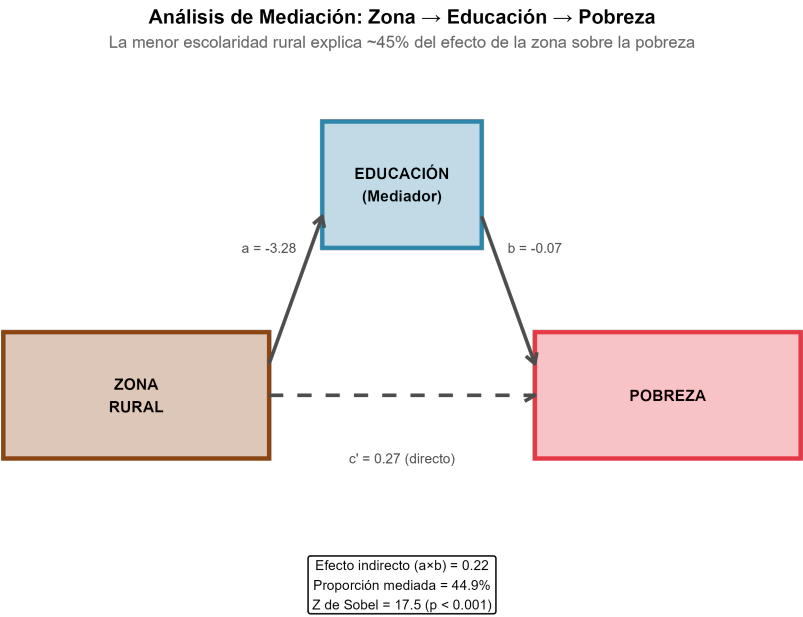 Análisis de Mediación: Zona → Educación → Pobreza
La menor escolaridad rural explica ~45% del efecto de la zona sobre la pobreza
EDUCACIÓN
(Mediador)
a = -3.28
b = -0.07
ZONA
RURAL
POBREZA
c' = 0.27 (directo)
Efecto indirecto (a×b) = 0.22
Proporción mediada = 44.9%
Z de Sobel = 17.5 (p < 0.001)